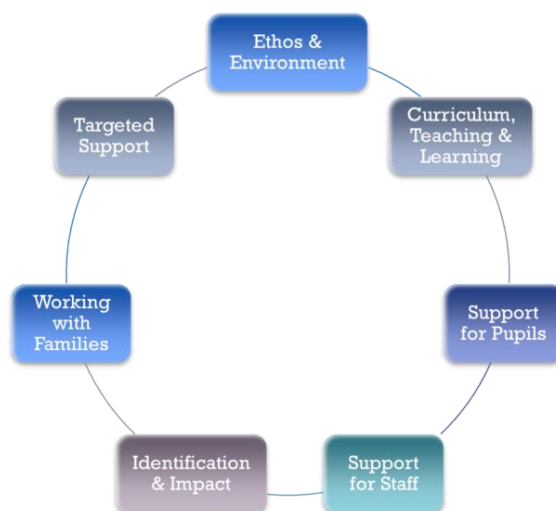 Ethos &
Environment
Curriculum,
Teaching &
Learning
Support
for Pupils
Support
for Staff
Identification
& Impact
Working
with
Families
Targeted
Support